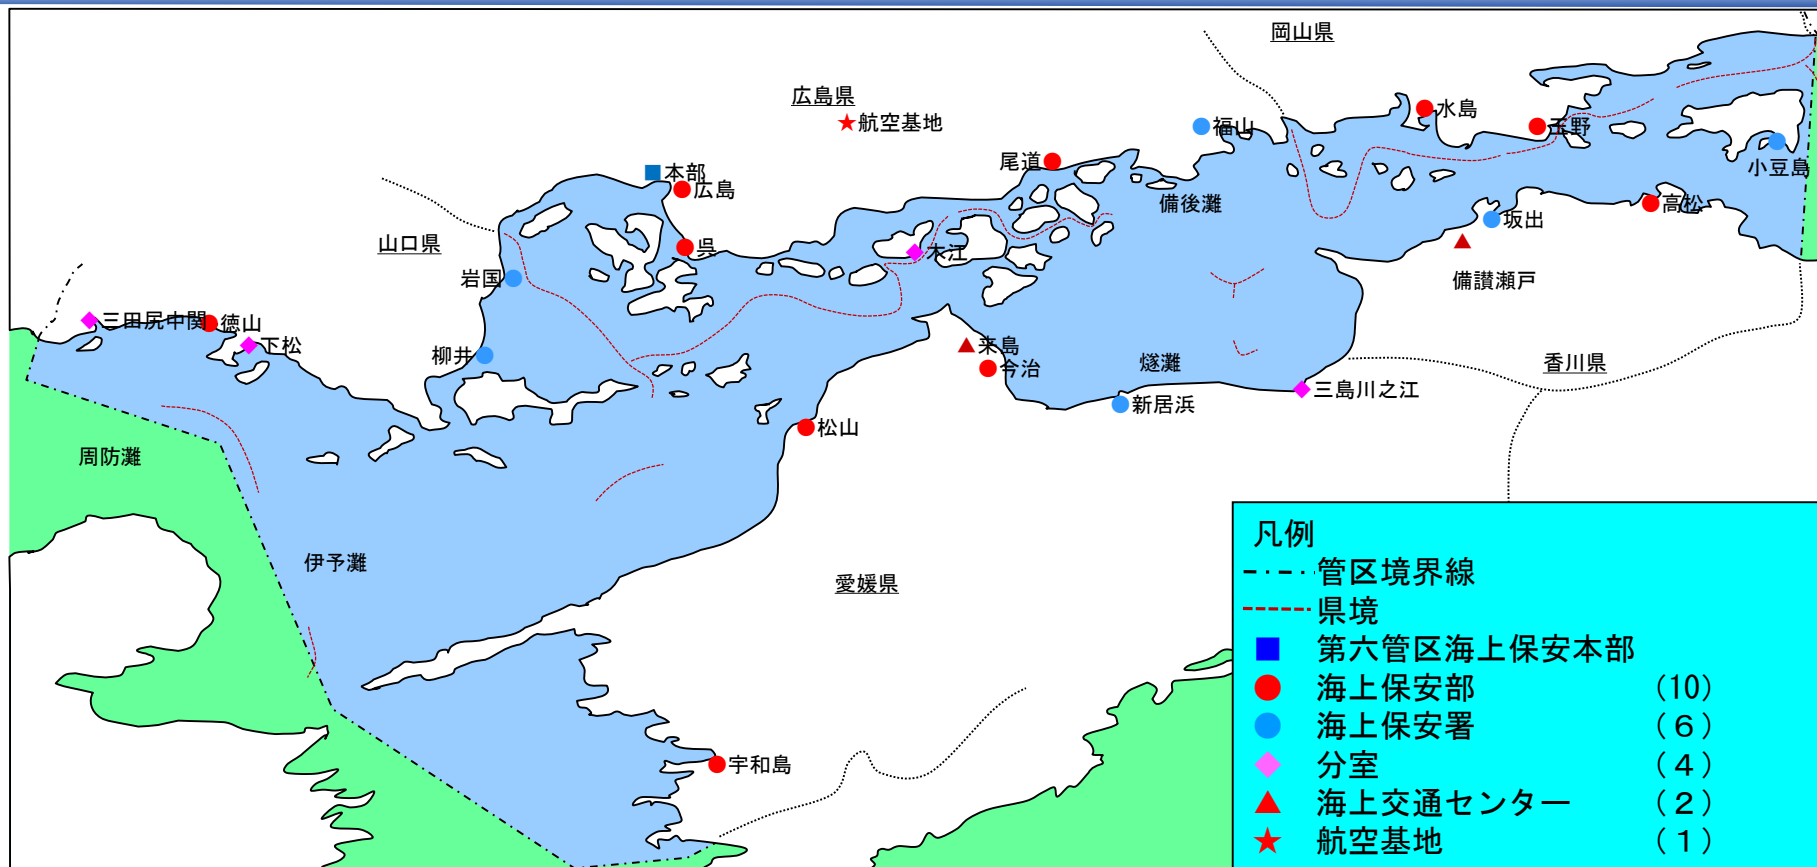 岡山県
広島県
航空基地
水島
福山
玉野
尾道
本部
小豆島
広島
備後灘
高松
坂出
山口県
呉
木江
岩国
備讃瀬戸
三田尻中関
徳山
下松
来島
柳井
燧灘
香川県
今治
三島川之江
新居浜
松山
周防灘
伊予灘
愛媛県
宇和島
凡例
管区境界線
県境
第六管区海上保安本部
海上保安部 (10)
海上保安署 (６)
分室 (４)
海上交通センター (２)
航空基地 (１)